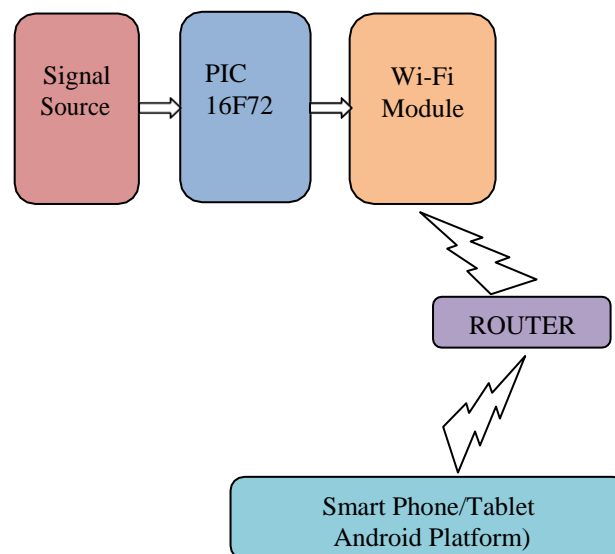 Signal
Source
PIC
16F72
Wi-Fi
Module
ROUTER
Smart Phone/Tablet
Android Platform)